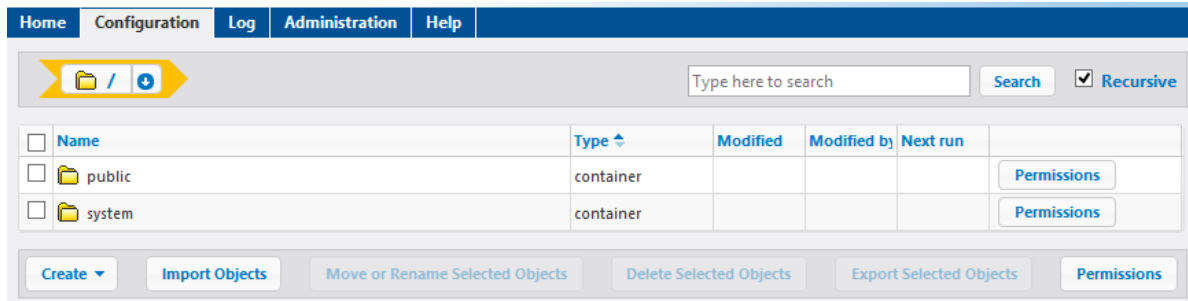 Home Configuration Log Administration Help
/ Type here to search Search Recursive
Name Type Modified Modified by Next run
public container Permissions
system container Permissions
Create Import Objects Move or Rename Selected Objects Delete Selected Objects Export Selected Objects Permissions